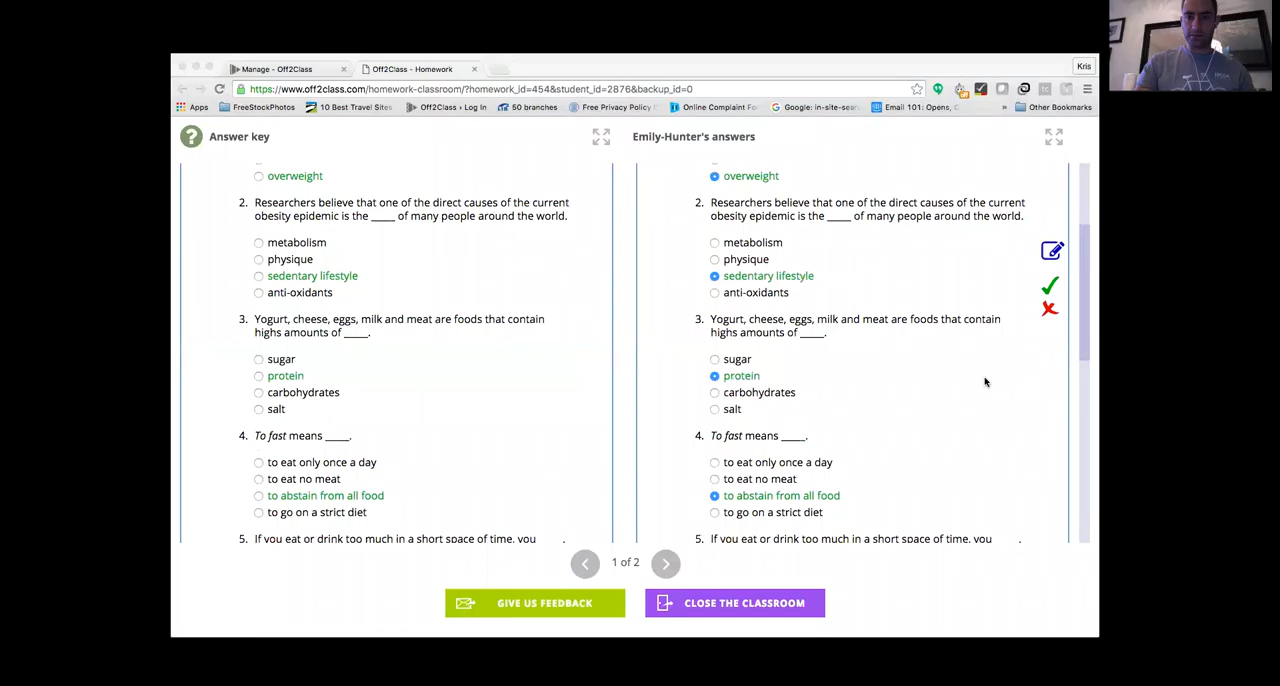 Manage - Off2Class
Off2Class - Homework
Kris
https://www.off2class.com/homework-classroom/?homework_id=454&student_id=2876&backup_id=0
Apps
FreeStockPhotos
10 Best Travel Sites
Off2Class › Log In
50 branches
Free Privacy Policy
Online Complaint Fo
Google: in-site-sear
Email 101: Opens, C
»
Other Bookmarks
? Answer key
Emily-Hunter's answers
overweight
2. Researchers believe that one of the direct causes of the current
obesity epidemic is the ____ of many people around the world.
metabolism
physique
sedentary lifestyle
anti-oxidants
3. Yogurt, cheese, eggs, milk and meat are foods that contain
highs amounts of ____.
sugar
protein
carbohydrates
salt
4. To fast means ____.
to eat only once a day
to eat no meat
to abstain from all food
to go on a strict diet
5. If you eat or drink too much in a short space of time, you ____.
overweight
2. Researchers believe that one of the direct causes of the current
obesity epidemic is the ____ of many people around the world.
metabolism
physique
sedentary lifestyle
anti-oxidants
3. Yogurt, cheese, eggs, milk and meat are foods that contain
highs amounts of ____.
sugar
protein
carbohydrates
salt
4. To fast means ____.
to eat only once a day
to eat no meat
to abstain from all food
to go on a strict diet
5. If you eat or drink too much in a short space of time, you ____.
1 of 2
GIVE US FEEDBACK
CLOSE THE CLASSROOM